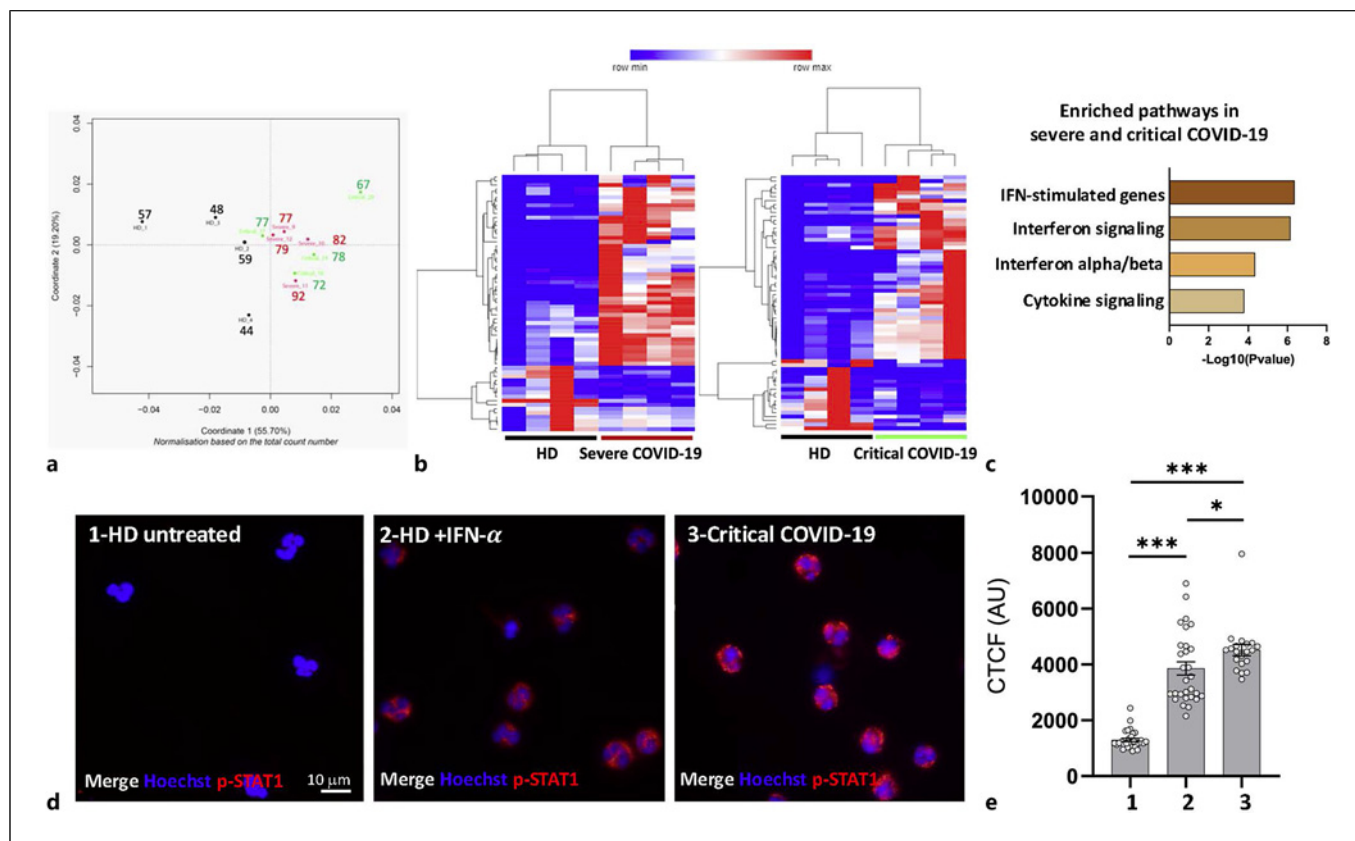 row min
row max
0.04
0.02
0.00
−0.02
−0.04
Coordinate 2 (19.20%)
57
HD_1
48
HD_3
HD_2
59
HD_4
44
77
77
79
82
78
72
Severe_11
92
67
−0.04
−0.02
0.00
0.02
0.04
Coordinate 1 (55.70%)
Normalisation based on the total count number
a
HD
Severe COVID-19
b
HD
Critical COVID-19
Enriched pathways in
severe and critical COVID-19
IFN-stimulated genes
Interferon signaling
Interferon alpha/beta
Cytokine signaling
0 2 4 6 8
-Log10(Pvalue)
c
1-HD untreated
Merge Hoechst p-STAT1
10 μm
2-HD +IFN-α
Merge Hoechst p-STAT1
3-Critical COVID-19
Merge Hoechst p-STAT1
d
***
*
***
10000
8000
6000
4000
2000
0
CTCF (AU)
1 2 3
e